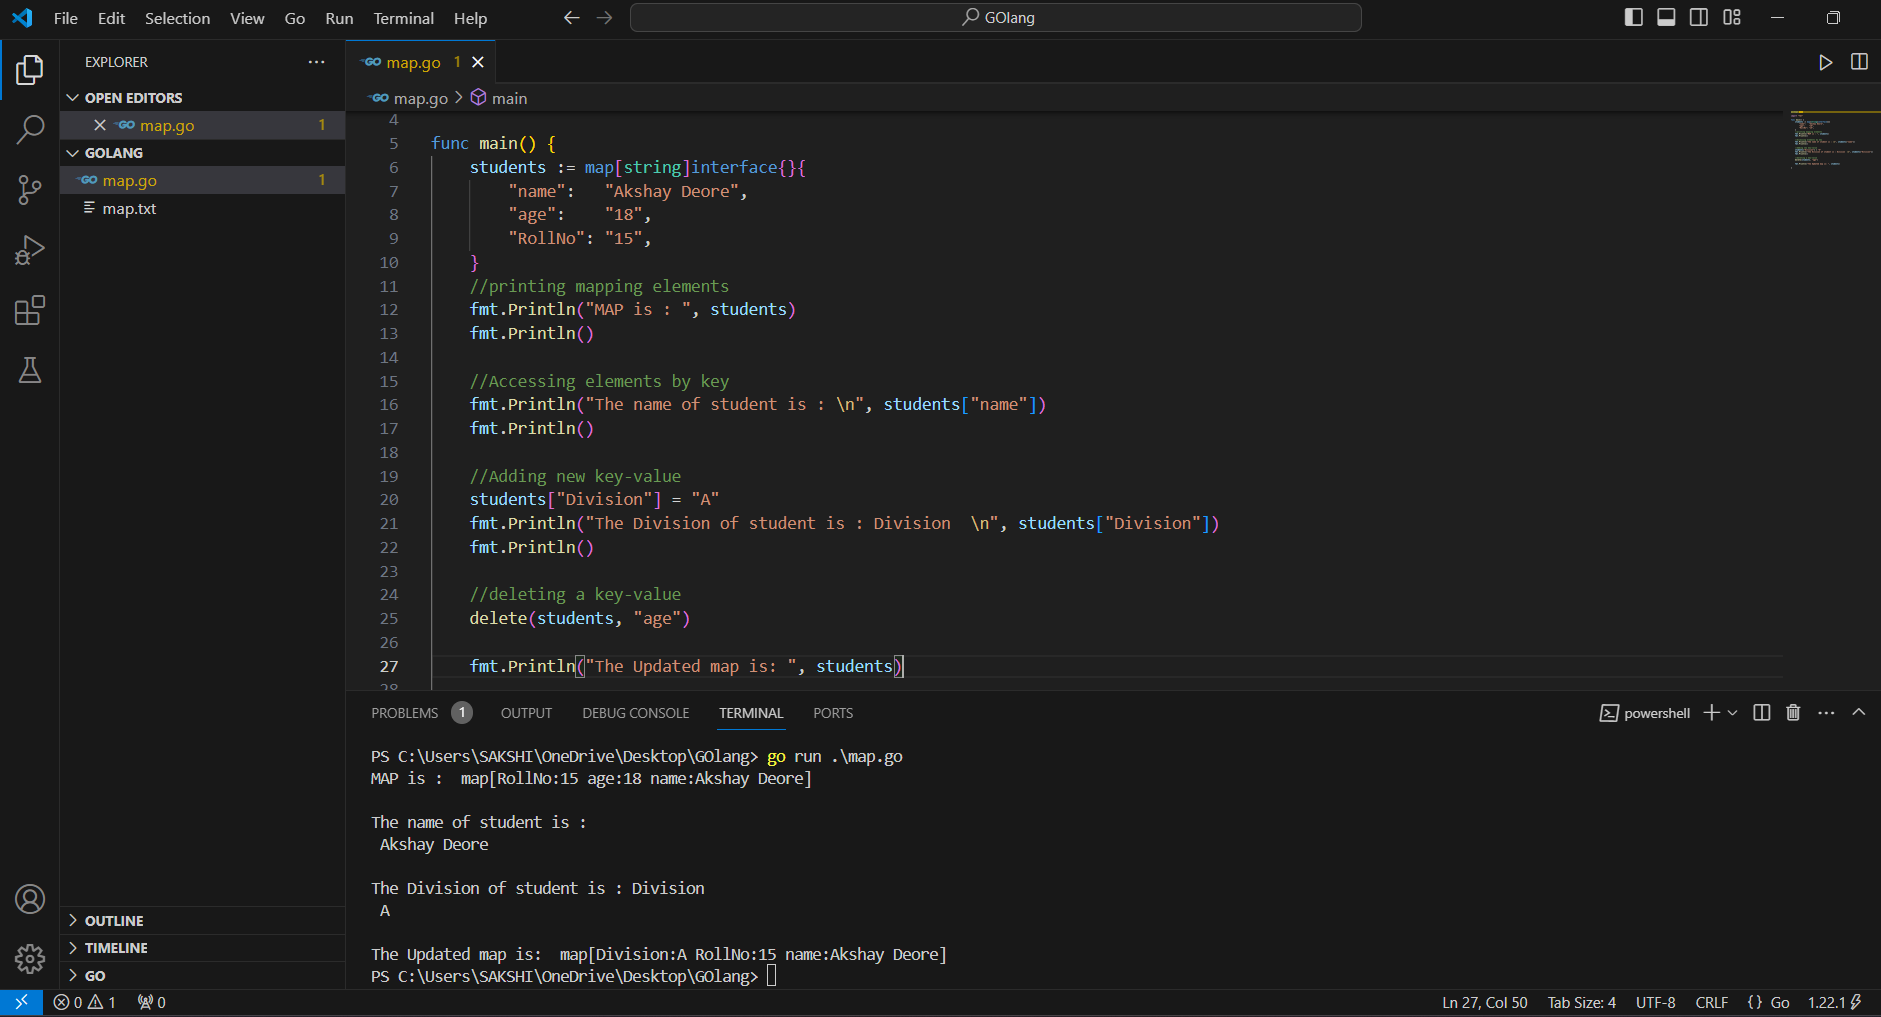 File Edit Selection View Go Run Terminal Help
GOlang
EXPLORER
OPEN EDITORS
GO map.go 1
GOLANG
GO map.go 1
map.txt
OUTLINE
TIMELINE
GO
GO map.go 1
GO map.go > main
4
5 func main() {
6     students := map[string]interface{}{
7         "name":   "Akshay Deore",
8         "age":    "18",
9         "RollNo": "15",
10     }
11     //printing mapping elements
12     fmt.Println("MAP is : ", students)
13     fmt.Println()
14
15     //Accessing elements by key
16     fmt.Println("The name of student is : \n", students["name"])
17     fmt.Println()
18
19     //Adding new key-value
20     students["Division"] = "A"
21     fmt.Println("The Division of student is : Division  \n", students["Division"])
22     fmt.Println()
23
24     //deleting a key-value
25     delete(students, "age")
26
27     fmt.Println("The Updated map is: ", students)
28
PROBLEMS 1 OUTPUT DEBUG CONSOLE TERMINAL PORTS
powershell
PS C:\Users\SAKSHI\OneDrive\Desktop\GOlang> go run .\map.go
MAP is :  map[RollNo:15 age:18 name:Akshay Deore]
The name of student is :
 Akshay Deore
The Division of student is : Division
 A
The Updated map is:  map[Division:A RollNo:15 name:Akshay Deore]
PS C:\Users\SAKSHI\OneDrive\Desktop\GOlang>
0 1 0
Ln 27, Col 50 Tab Size: 4 UTF-8 CRLF {} Go 1.22.1